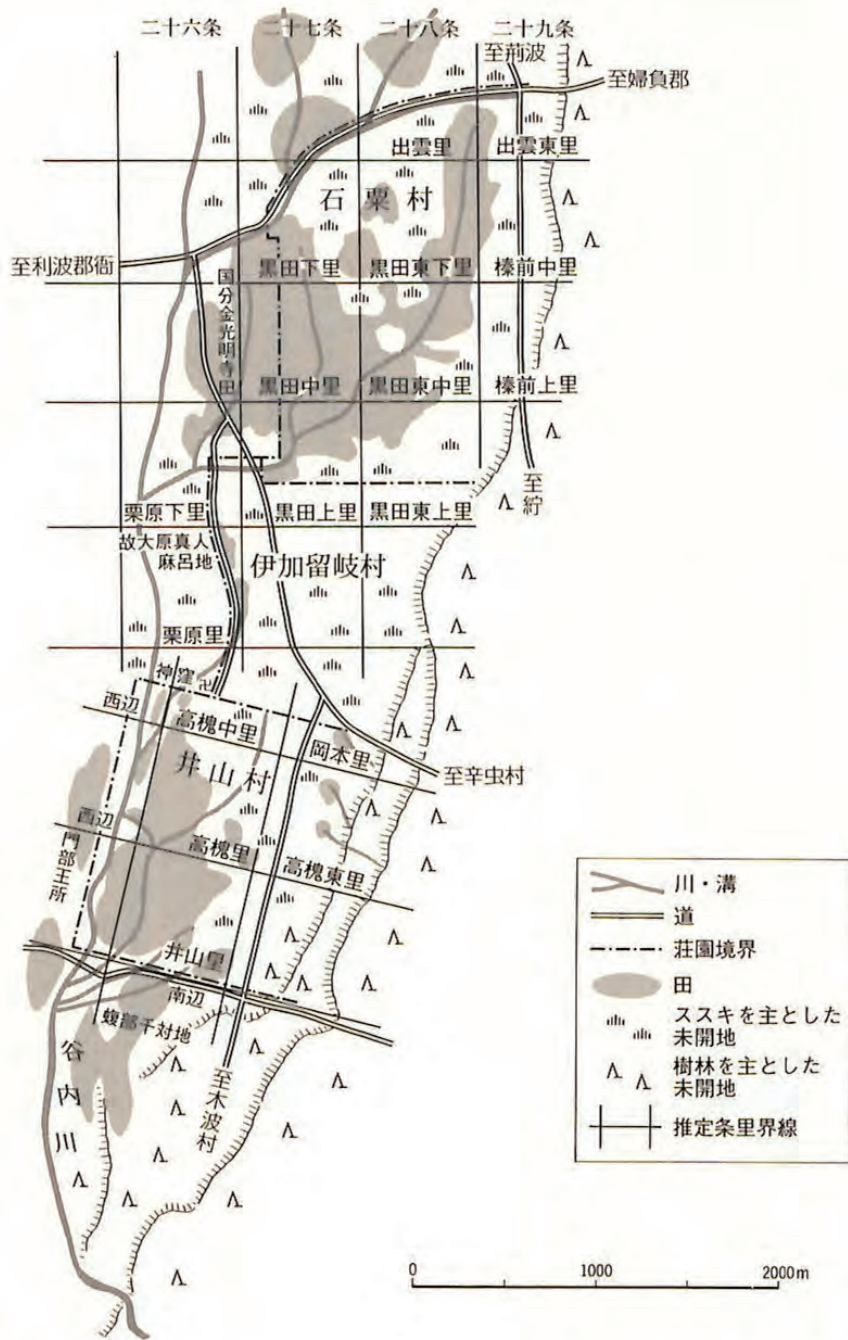 二十六条
二十七条
二十八条
二十九条
至荊波
至婦負郡
出雲里
出雲東里
石粟村
至利波郡衙
国分金光明寺田
黒田下里
黒田東下里
榛前中里
黒田中里
黒田東中里
榛前上里
至紵
栗原下里
黒田上里
黒田東上里
故大原真人
麻呂地
伊加留岐村
栗原里
神窪
卍
西辺
高槐中里
岡本里
至辛虫村
井山村
西辺
高槐里
高槐東里
門部王所
井山里
南辺
蝮部千対地
谷内川
至木波村
川・溝
道
荘園境界
田
ススキを主とした
未開地
樹林を主とした
未開地
推定条里界線
0
1000
2000m